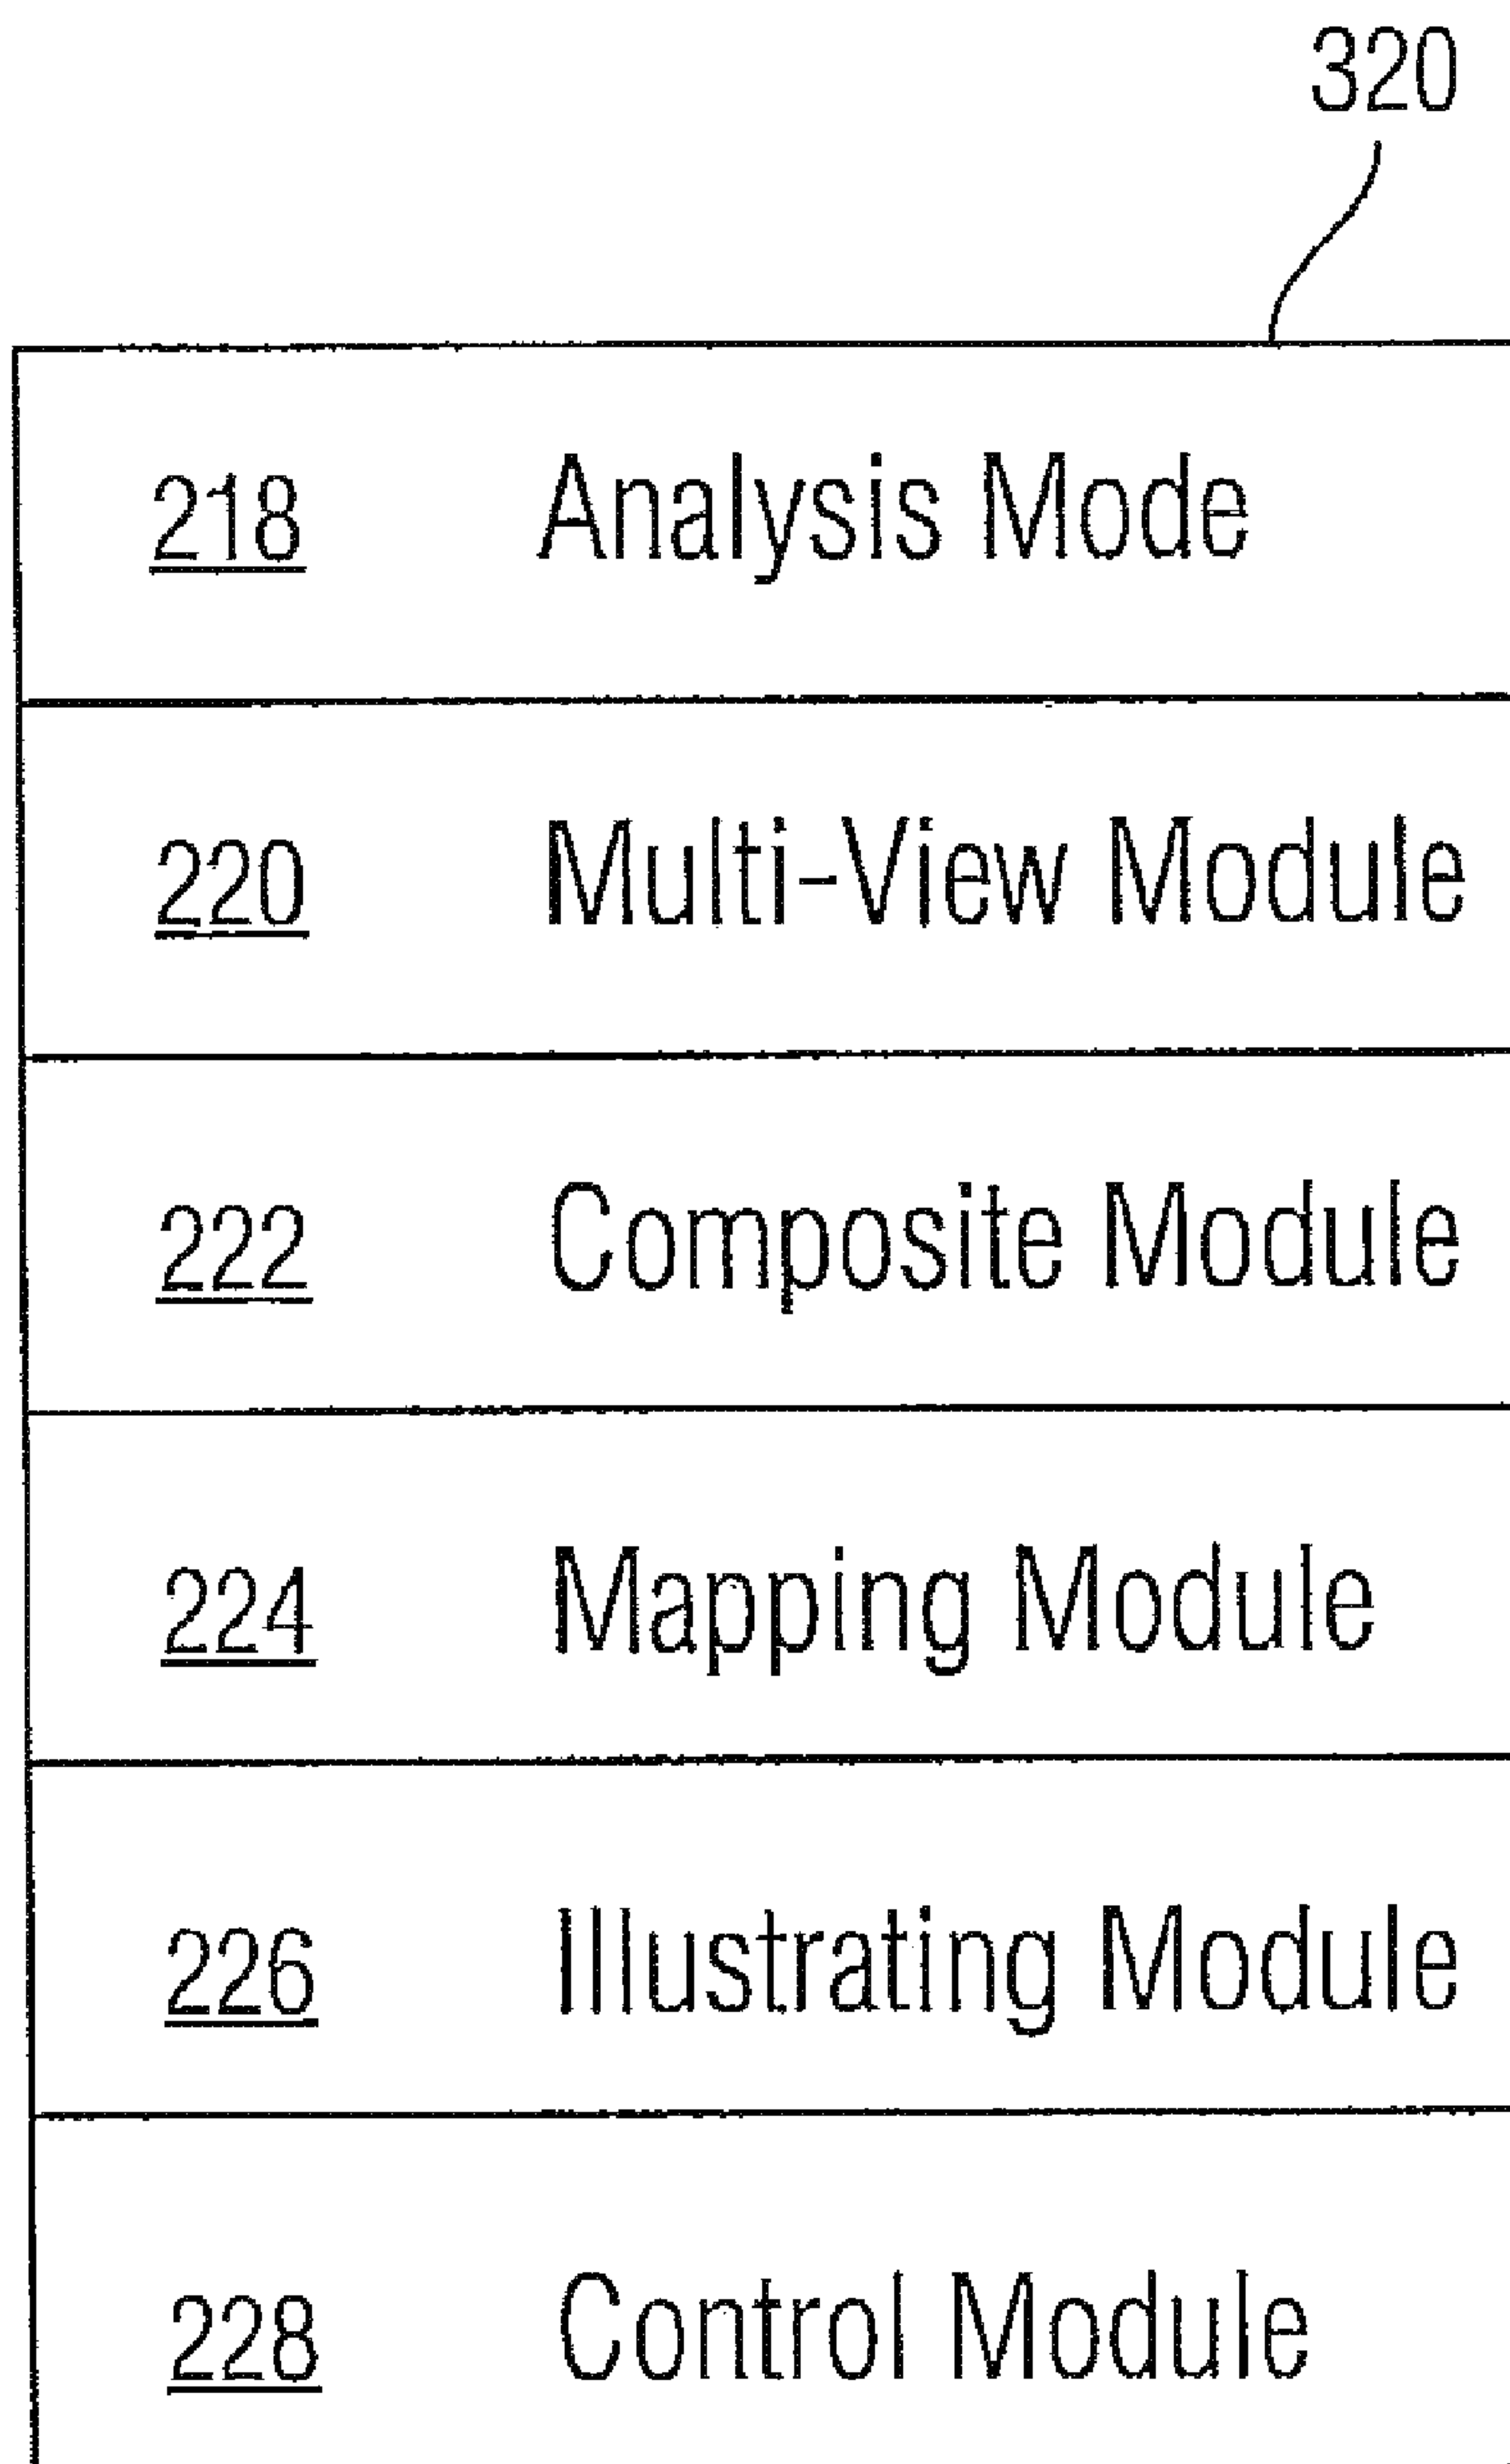 320
218 Analysis Mode
220 Multi-View Module
222 Composite Module
224 Mapping Module
226 Illustrating Module
228 Control Module